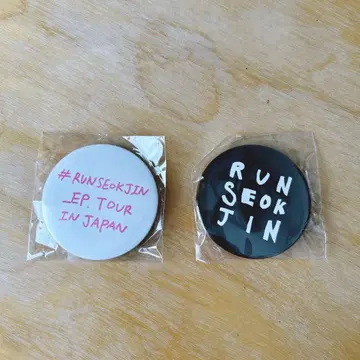 #RUNSEOKJIN
_EP. TOUR
IN JAPAN
RUN
SEOK
JIN